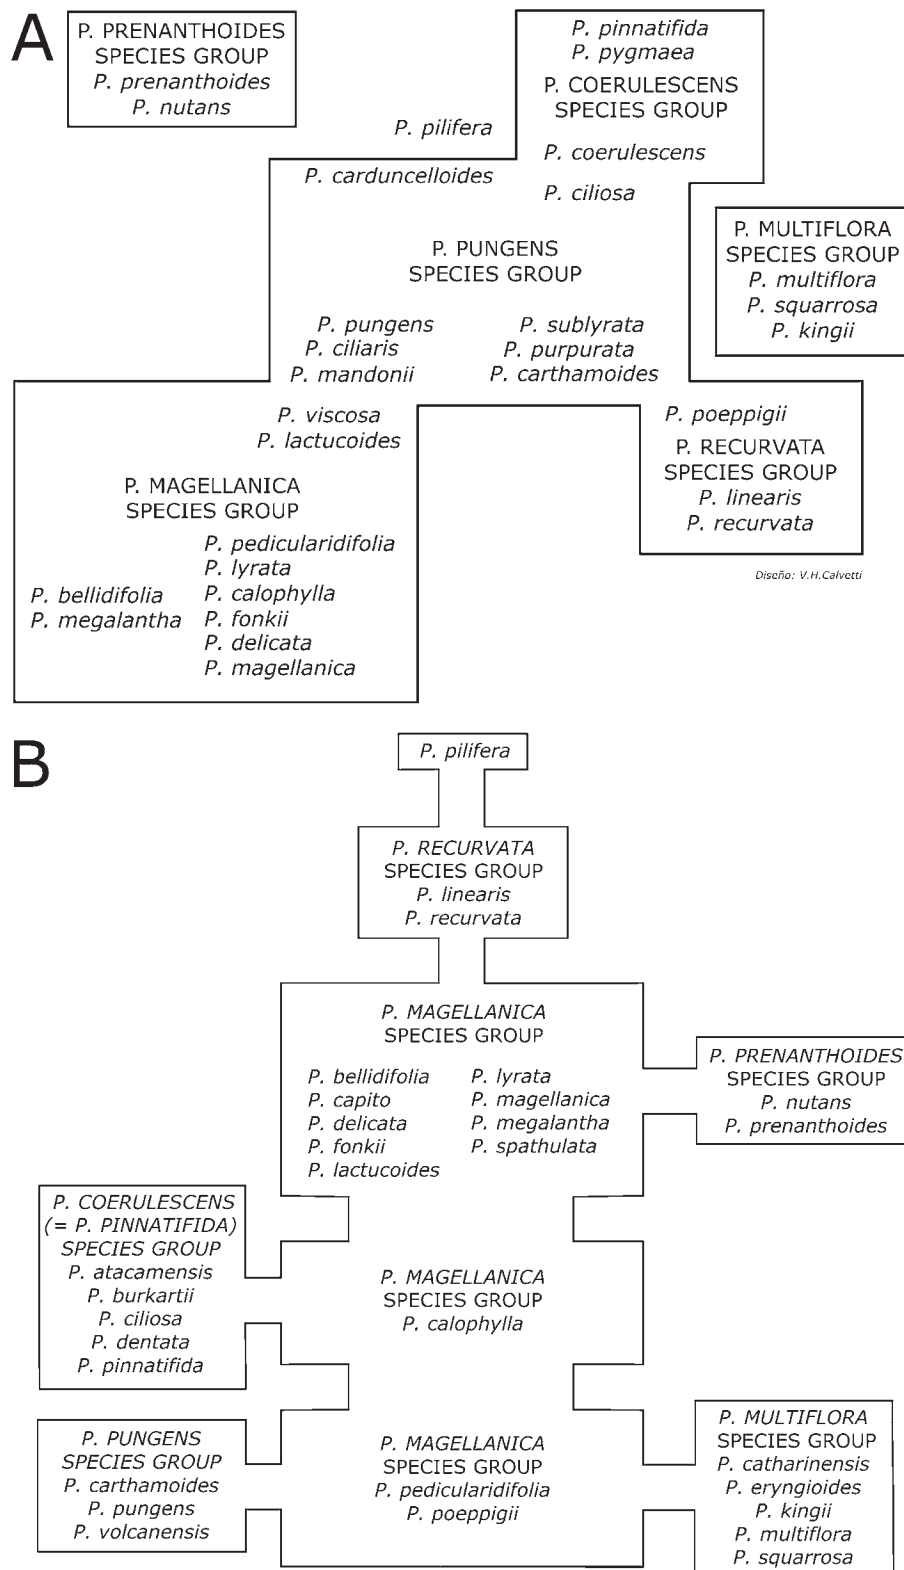 A
P. PRENANTHOIDES
SPECIES GROUP
P. prenanthoides
P. nutans
P. pinnatifida
P. pygmaea
P. COERULESCENS
SPECIES GROUP
P. coerulescens
P. ciliosa
P. pilifera
P. carduncelloides
P. PUNGENS
SPECIES GROUP
P. MULTIFLORA
SPECIES GROUP
P. multiflora
P. squarrosa
P. kingii
P. pungens
P. ciliaris
P. mandonii
P. sublyrata
P. purpurata
P. carthamoides
P. viscosa
P. lactucoides
P. poeppigii
P. RECURVATA
SPECIES GROUP
P. linearis
P. recurvata
P. MAGELLANICA
SPECIES GROUP
P. bellidifolia
P. megalantha
P. pedicularidifolia
P. lyrata
P. calophylla
P. fonkii
P. delicata
P. magellanica
Diseño: V.H.Calvetti
B
P. pilifera
P. RECURVATA
SPECIES GROUP
P. linearis
P. recurvata
P. MAGELLANICA
SPECIES GROUP
P. bellidifolia
P. capito
P. delicata
P. fonkii
P. lactucoides
P. lyrata
P. magellanica
P. megalantha
P. spathulata
P. PRENANTHOIDES
SPECIES GROUP
P. nutans
P. prenanthoides
P. COERULESCENS
(= P. PINNATIFIDA)
SPECIES GROUP
P. atacamensis
P. burkartii
P. ciliosa
P. dentata
P. pinnatifida
P. MAGELLANICA
SPECIES GROUP
P. calophylla
P. PUNGENS
SPECIES GROUP
P. carthamoides
P. pungens
P. volcanensis
P. MAGELLANICA
SPECIES GROUP
P. pedicularidifolia
P. poeppigii
P. MULTIFLORA
SPECIES GROUP
P. catharinensis
P. eryngioides
P. kingii
P. multiflora
P. squarrosa